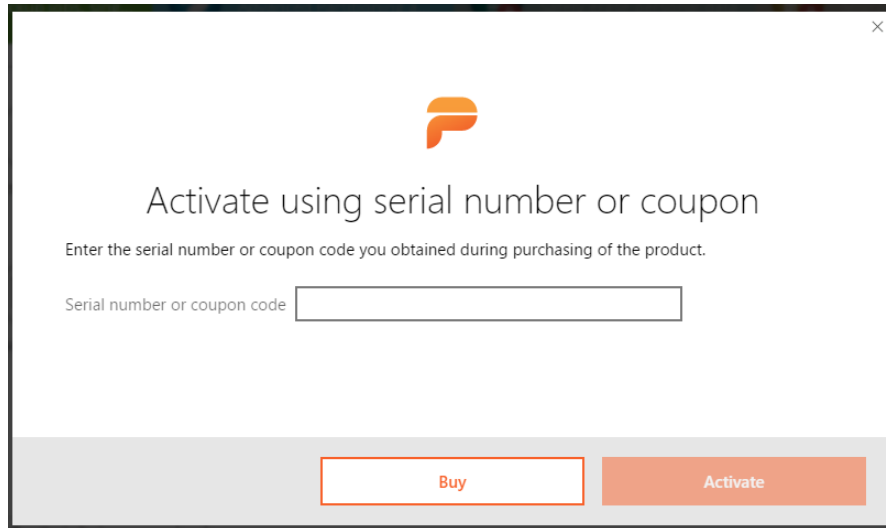 Activate using serial number or coupon
Enter the serial number or coupon code you obtained during purchasing of the product.
Serial number or coupon code
Buy
Activate